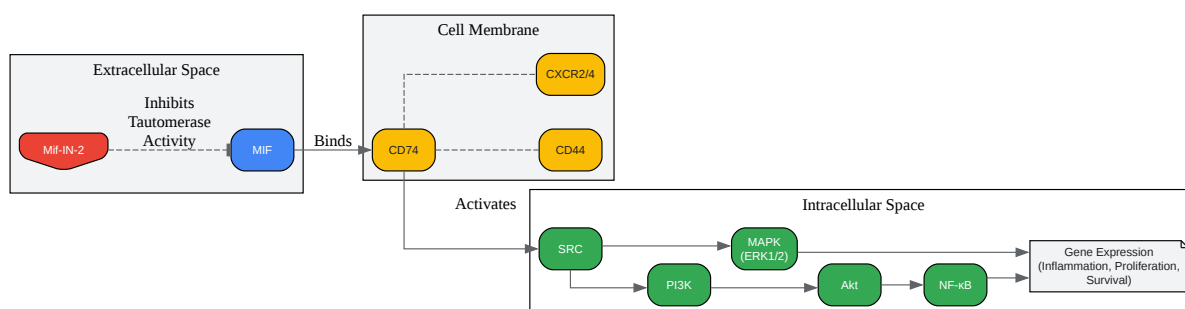 Cell Membrane
Extracellular Space
CXCR2/4
Inhibits
Tautomerase
Activity
Mif-IN-2
MIF
Binds
CD74
CD44
Activates
Intracellular Space
SRC
MAPK
(ERK1/2)
Gene Expression
(Inflammation, Proliferation,
Survival)
PI3K
Akt
NF-κB